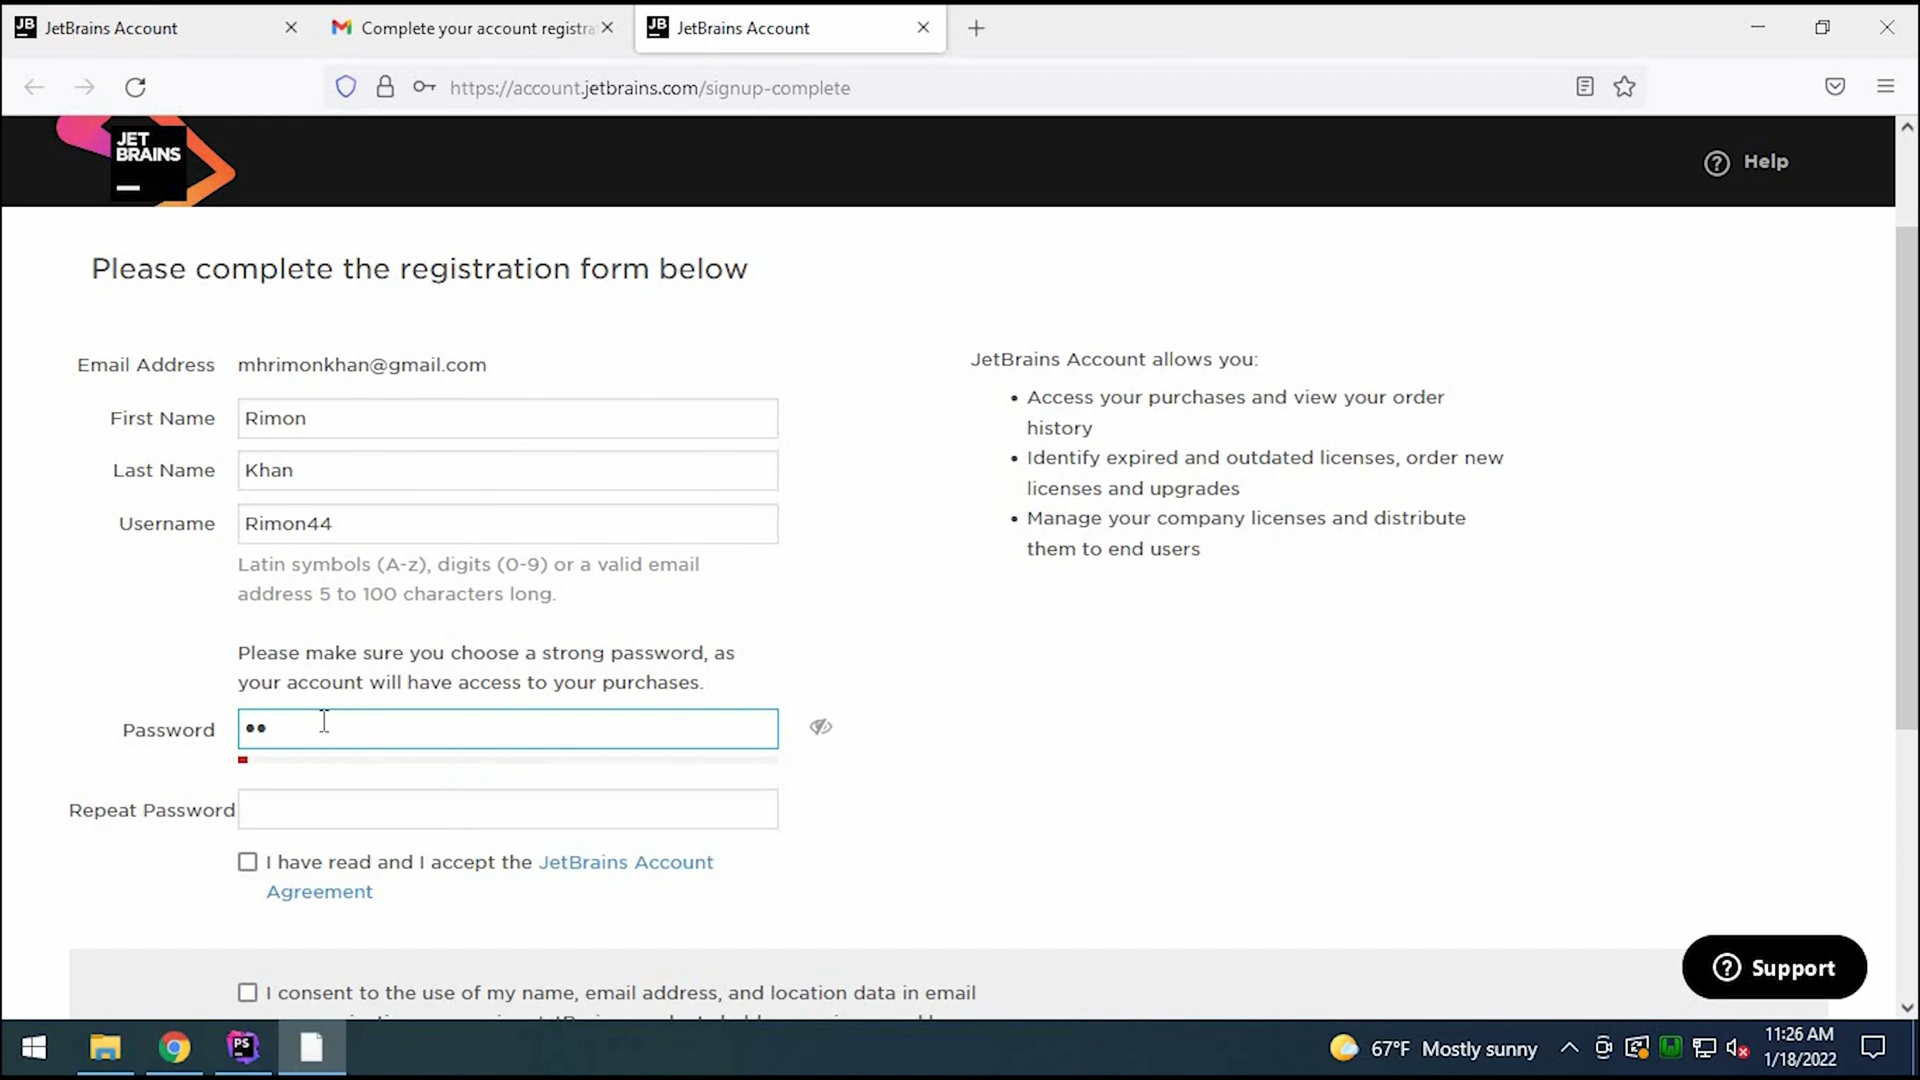 JetBrains Account
Complete your account registra
JetBrains Account
https://account.jetbrains.com/signup-complete
JET
BRAINS
Help
Please complete the registration form below
Email Address mhrimonkhan@gmail.com
First Name Rimon
Last Name Khan
Username Rimon44
Latin symbols (A-z), digits (0-9) or a valid email
address 5 to 100 characters long.
Please make sure you choose a strong password, as
your account will have access to your purchases.
Password ●●
Repeat Password
I have read and I accept the JetBrains Account
Agreement
I consent to the use of my name, email address, and location data in email
JetBrains Account allows you:
• Access your purchases and view your order
history
• Identify expired and outdated licenses, order new
licenses and upgrades
• Manage your company licenses and distribute
them to end users
Support
67°F Mostly sunny
11:26 AM
1/18/2022